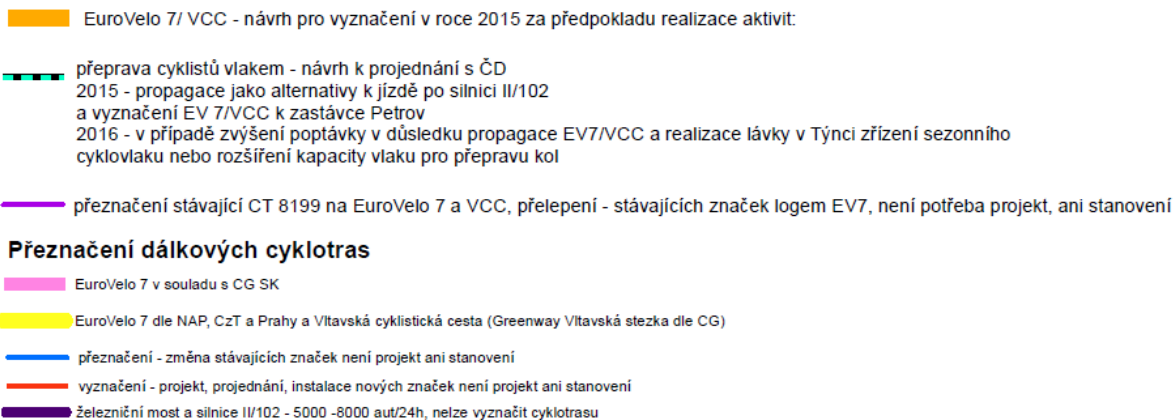 EuroVelo 7/ VCC - návrh pro vyznačení v roce 2015 za předpokladu realizace aktivit:
přeprava cyklistů vlakem - návrh k projednání s ČD
2015 - propagace jako alternativy k jízdě po silnici II/102
a vyznačení EV 7/VCC k zastávce Petrov
2016 - v případě zvýšení poptávky v důsledku propagace EV7/VCC a realizace lávky v Týnci zřízení sezonního
cyklovlaku nebo rozšíření kapacity vlaku pro přepravu kol
přeznačení stávající CT 8199 na EuroVelo 7 a VCC, přelepení - stávajících značek logem EV7, není potřeba projekt, ani stanovení
Přeznačení dálkových cyklotras
EuroVelo 7 v souladu s CG SK
EuroVelo 7 dle NAP, CzT a Prahy a Vltavská cyklistická cesta (Greenway Vltavská stezka dle CG)
přeznačení - změna stávajících značek není projekt ani stanovení
vyznačení - projekt, projednání, instalace nových značek není projekt ani stanovení
železniční most a silnice II/102 - 5000 -8000 aut/24h, nelze vyznačit cyklotrasu